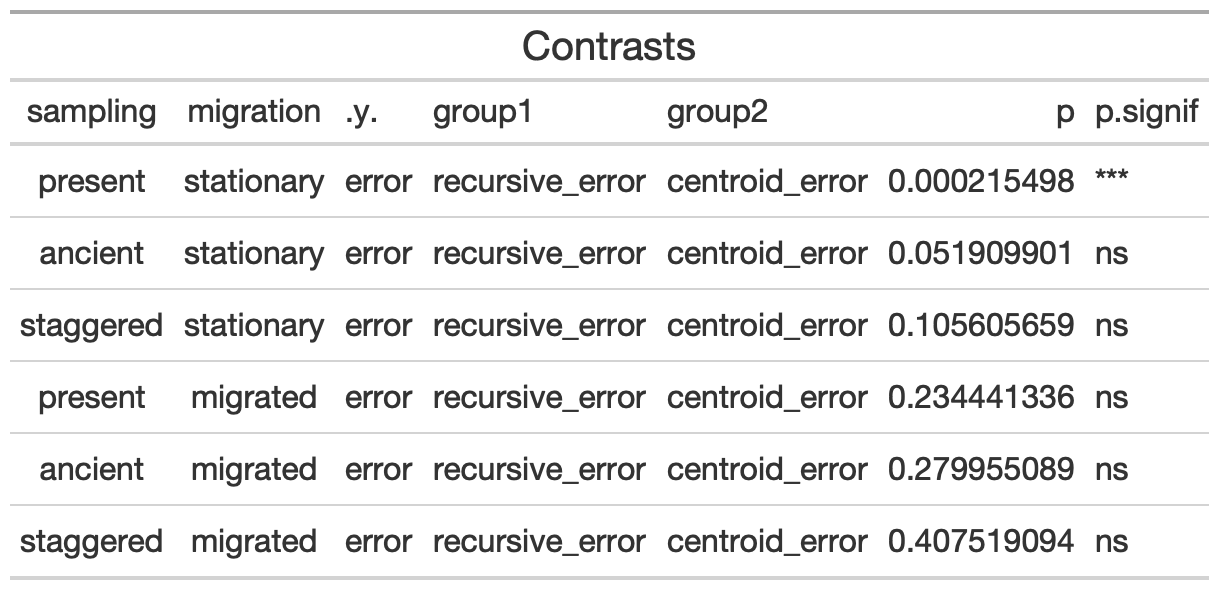 Contrasts
sampling migration .y. group1 group2 p p.signif
present stationary error recursive_error centroid_error 0.000215498 ***
ancient stationary error recursive_error centroid_error 0.051909901 ns
staggered stationary error recursive_error centroid_error 0.105605659 ns
present migrated error recursive_error centroid_error 0.234441336 ns
ancient migrated error recursive_error centroid_error 0.279955089 ns
staggered migrated error recursive_error centroid_error 0.407519094 ns